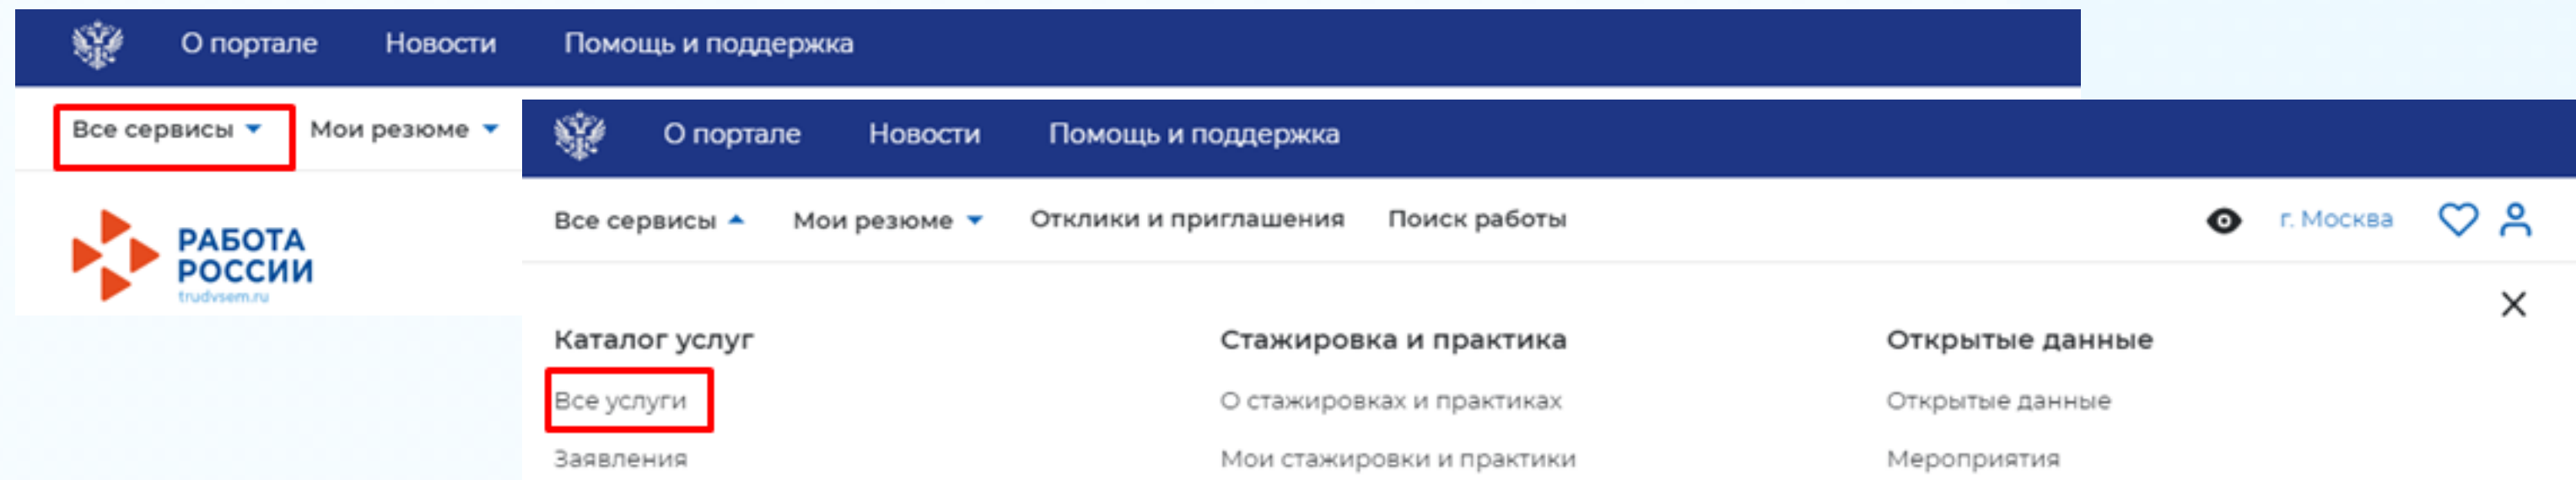 О портале Новости Помощь и поддержка
Все сервисы Мои резюме
РАБОТА
РОССИИ
trudvsem.ru
О портале Новости Помощь и поддержка
Все сервисы Мои резюме Отклики и приглашения Поиск работы г. Москва
Каталог услуг Стажировка и практика Открытые данные
Все услуги О стажировках и практиках Открытые данные
Заявления Мои стажировки и практики Мероприятия